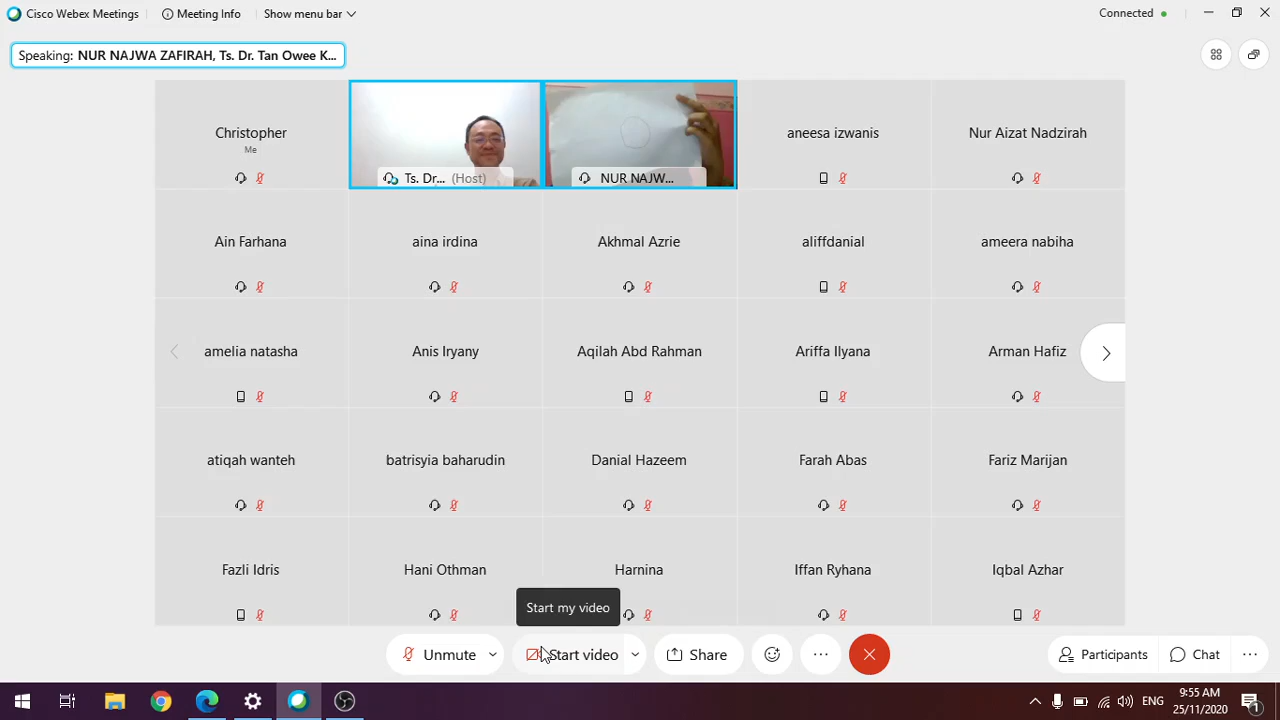 Cisco Webex Meetings Meeting Info Show menu bar Connected
Speaking: NUR NAJWA ZAFIRAH, Ts. Dr. Tan Owee K...
Christopher
Me
Ts. Dr... (Host)
NUR NAJW...
aneesa izwanis
Nur Aizat Nadzirah
Ain Farhana
aina irdina
Akhmal Azrie
aliffdanial
ameera nabiha
amelia natasha
Anis Iryany
Aqilah Abd Rahman
Ariffa Ilyana
Arman Hafiz
atiqah wanteh
batrisyia baharudin
Danial Hazeem
Farah Abas
Fariz Marijan
Fazli Idris
Hani Othman
Harnina
Iffan Ryhana
Iqbal Azhar
Start my video
Unmute Start video Share Participants Chat
ENG
9:55 AM
25/11/2020
1